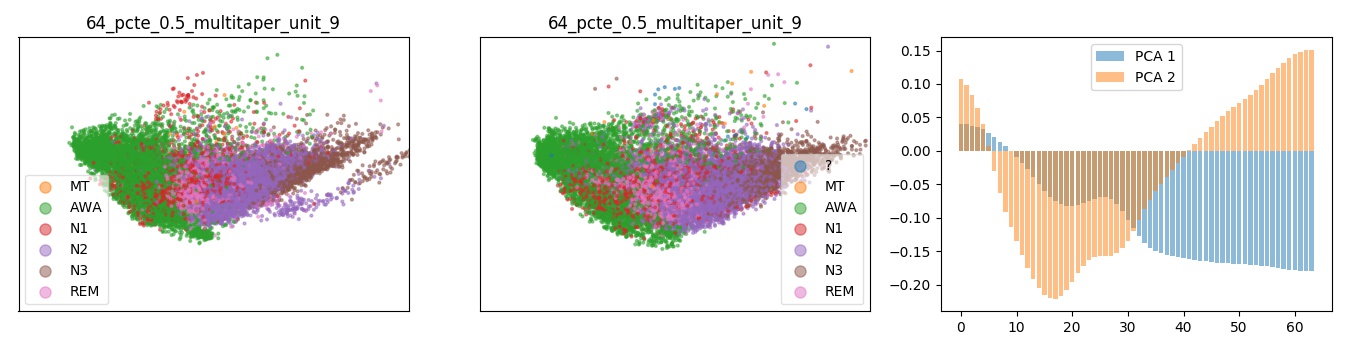 64_pcte_0.5_multitaper_unit_9
MT
AWA
N1
N2
N3
REM
64_pcte_0.5_multitaper_unit_9
?
MT
AWA
N1
N2
N3
REM
PCA 1
PCA 2
0.15
0.10
0.05
0.00
−0.05
−0.10
−0.15
−0.20
0 10 20 30 40 50 60